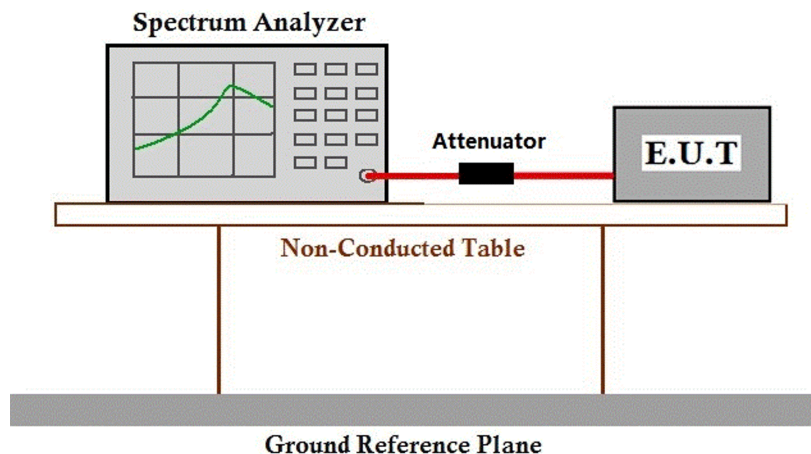 Spectrum Analyzer
Attenuator
E.U.T
Non-Conducted Table
Ground Reference Plane